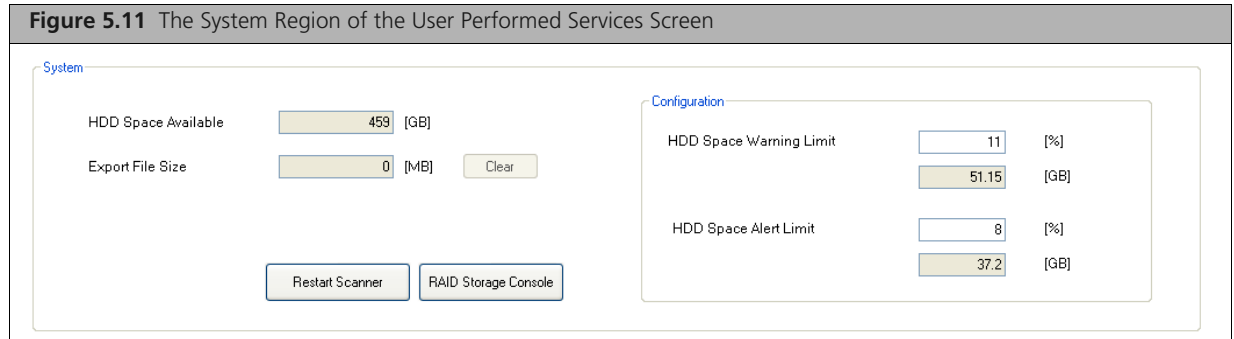 Figure 5.11 The System Region of the User Performed Services Screen
System
HDD Space Available 459 [GB]
Export File Size 0 [MB] Clear
Restart Scanner RAID Storage Console
Configuration
HDD Space Warning Limit 11 [%]
51.15 [GB]
HDD Space Alert Limit 8 [%]
37.2 [GB]